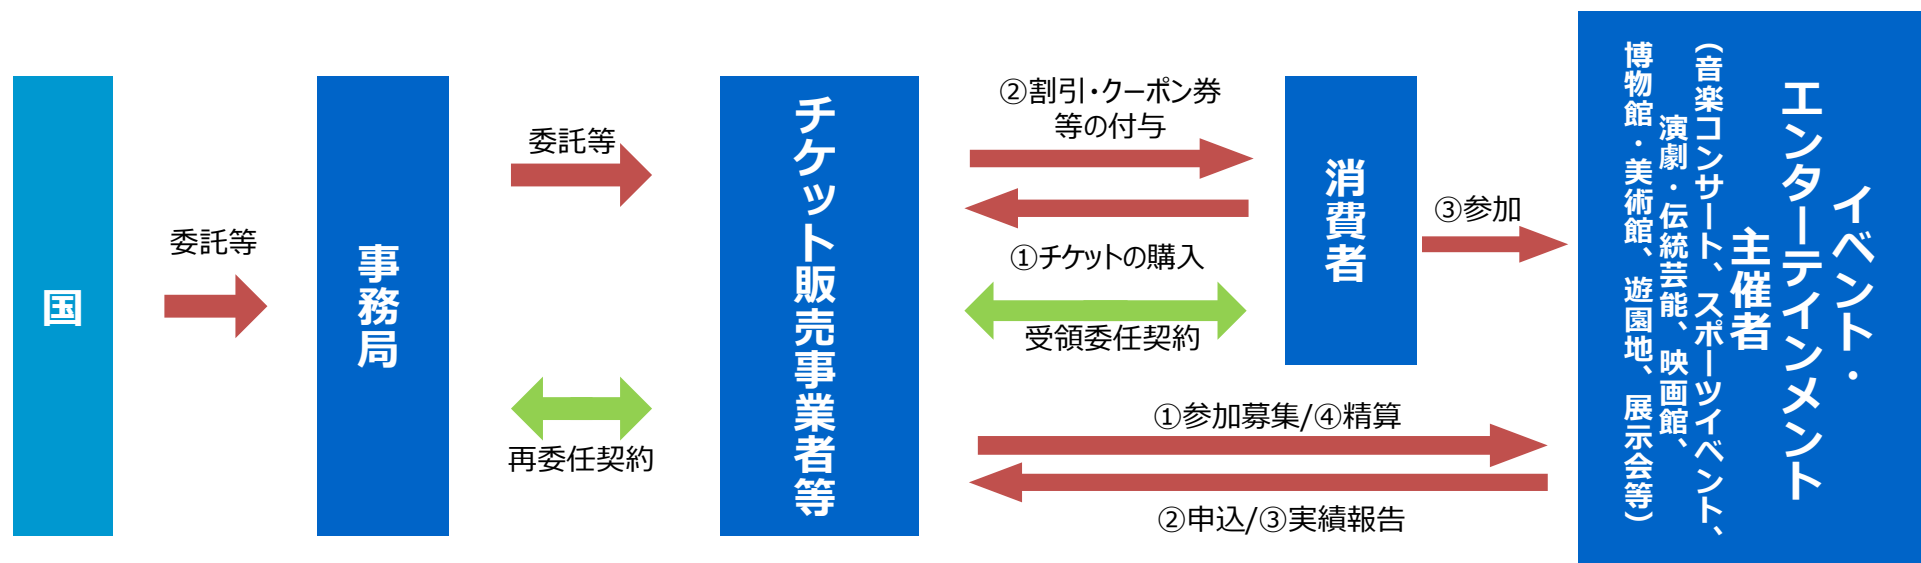 国
委託等
事務局
委託等
再委任契約
チケット販売事業者等
②割引・クーポン券
等の付与
①チケットの購入
受領委任契約
消費者
③参加
①参加募集/④精算
②申込/③実績報告
イベント・
エンターテインメント
主催者
（音楽コンサート、スポーツイベント、
演劇・伝統芸能、映画館、
博物館・美術館、遊園地、展示会等）